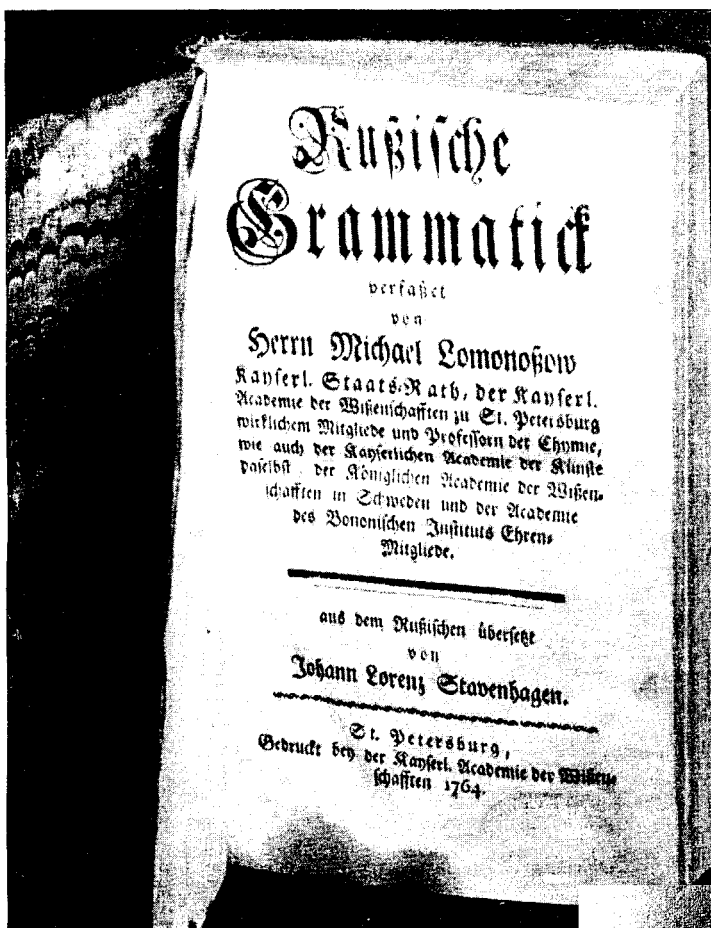 Rußische
Grammatick
verfaßet
von
Herrn Michael Lomonoßow
Kayserl. Staats-Rath, der Kayserl.
Academie der Wißenschafften zu St. Petersburg
wirklichem Mitgliede und Professorn der Chymie,
wie auch der Kayserlichen Academie der Künste
daselbst, der Königlichen Academie der Wißen-
schafften in Schweden und der Academie
des Bononischen Instituts Ehren-
Mitgliede.
aus dem Rußischen übersetzt
von
Johann Lorenz Stavenhagen.
St. Petersburg,
Gedruckt bey der Kayserl. Academie der Wißen-
schafften 1764.